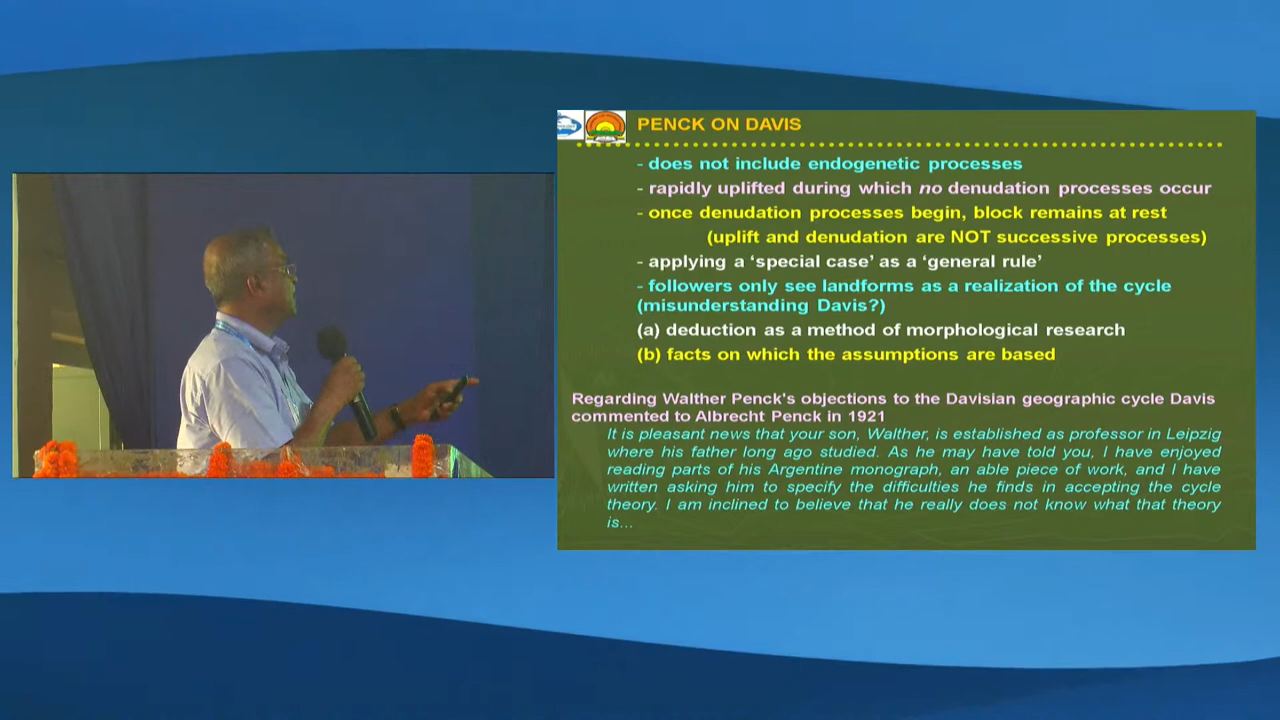 PENCK ON DAVIS
- does not include endogenetic processes
- rapidly uplifted during which no denudation processes occur
- once denudation processes begin, block remains at rest
(uplift and denudation are NOT successive processes)
- applying a ‘special case’ as a ‘general rule’
- followers only see landforms as a realization of the cycle
(misunderstanding Davis?)
(a) deduction as a method of morphological research
(b) facts on which the assumptions are based
Regarding Walther Penck's objections to the Davisian geographic cycle Davis
commented to Albrecht Penck in 1921
It is pleasant news that your son, Walther, is established as professor in Leipzig
where his father long ago studied. As he may have told you, I have enjoyed
reading parts of his Argentine monograph, an able piece of work, and I have
written asking him to specify the difficulties he finds in accepting the cycle
theory. I am inclined to believe that he really does not know what that theory
is...